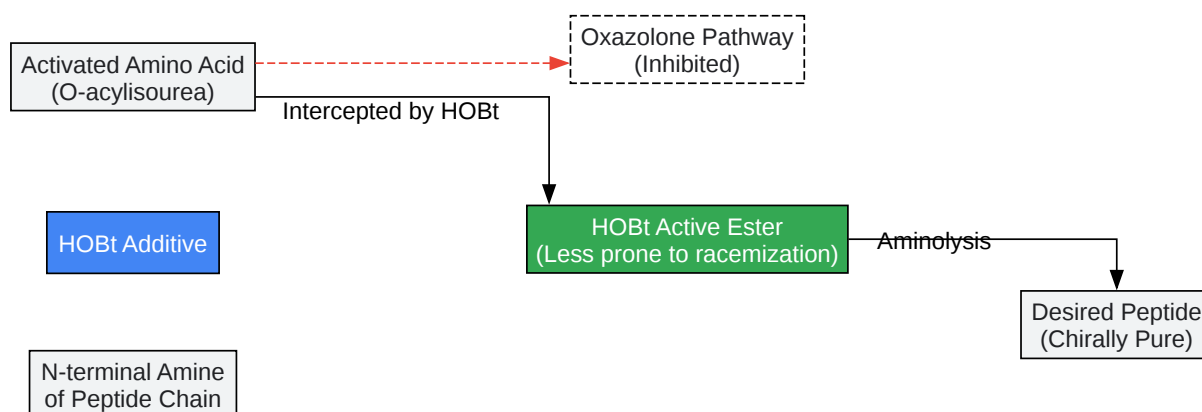 Activated Amino Acid
(O-acylisourea)
Oxazolone Pathway
(Inhibited)
Intercepted by HOBt
HOBt Additive
HOBt Active Ester
(Less prone to racemization)
Aminolysis
Desired Peptide
(Chirally Pure)
N-terminal Amine
of Peptide Chain